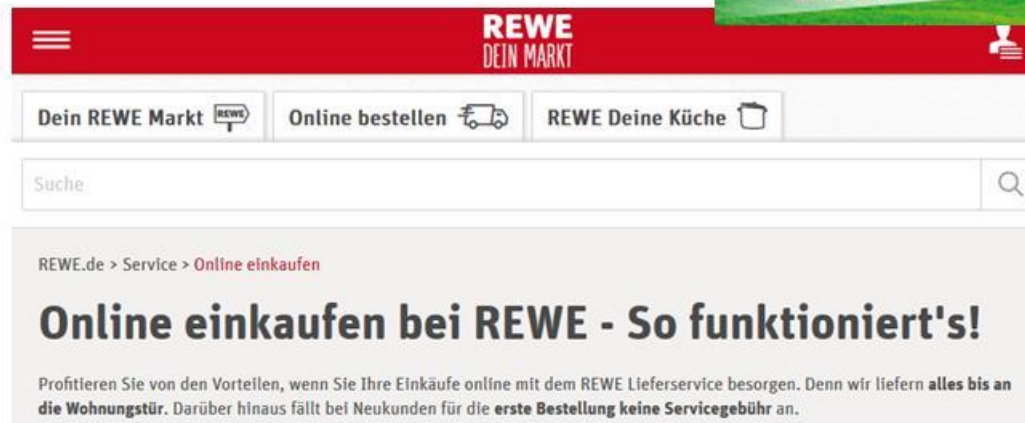 REWE
DEIN MARKT
Dein REWE Markt REWE Online bestellen REWE Deine Küche
Suche
REWE.de > Service > Online einkaufen
Online einkaufen bei REWE - So funktioniert's!
Profitieren Sie von den Vorteilen, wenn Sie Ihre Einkäufe online mit dem REWE Lieferservice besorgen. Denn wir liefern alles bis an
die Wohnungstür. Darüber hinaus fällt bei Neukunden für die erste Bestellung keine Servicegebühr an.